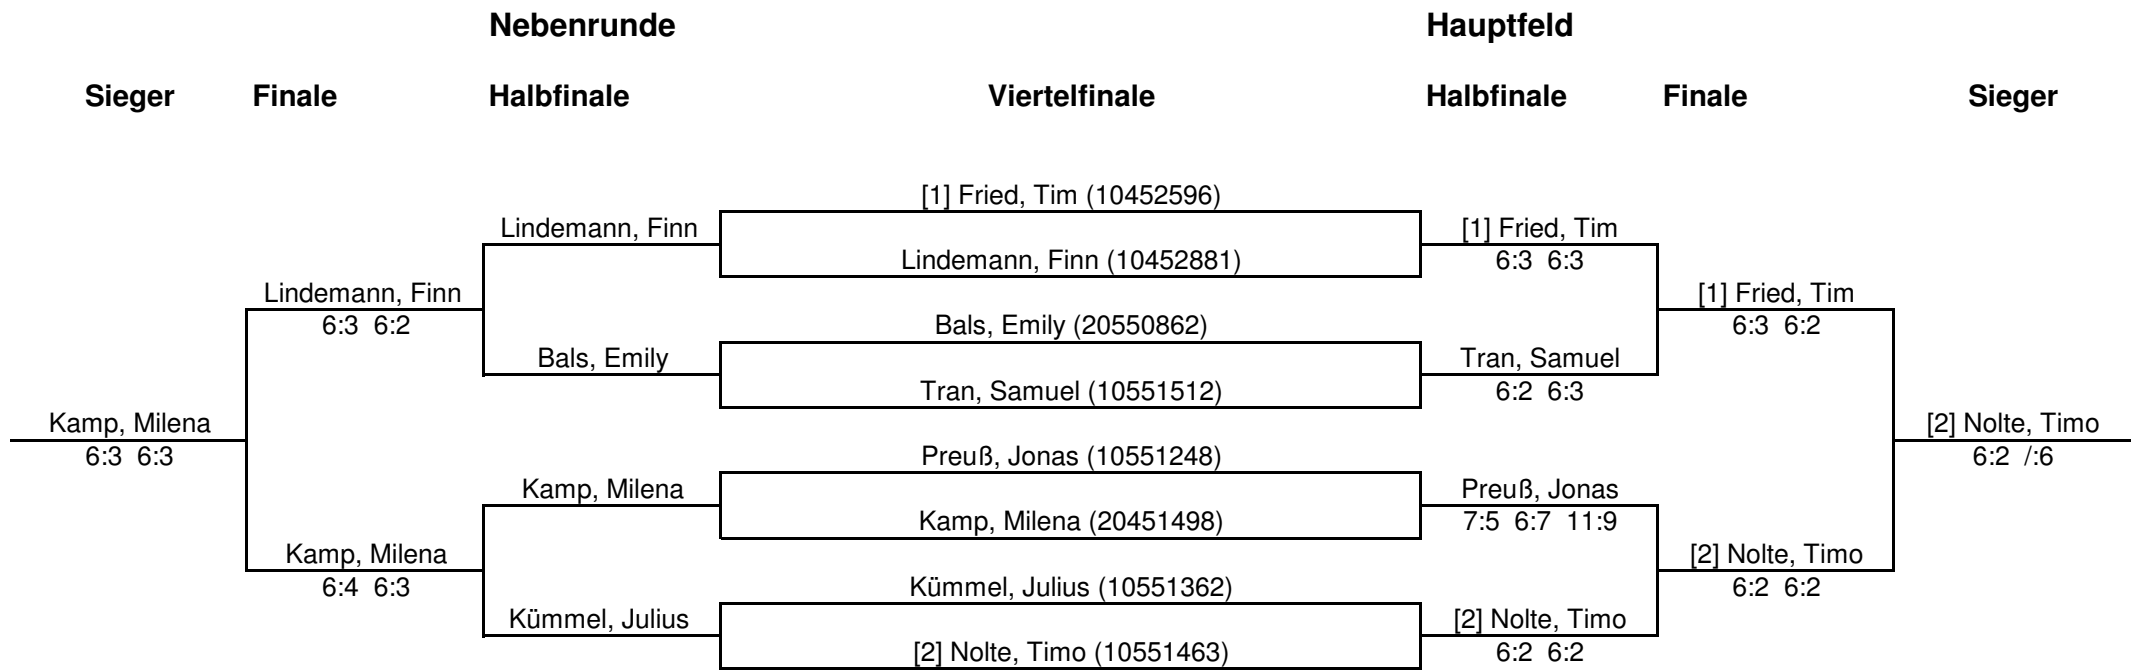 Nebenrunde Hauptfeld
Sieger Finale Halbfinale Viertelfinale Halbfinale Finale Sieger
[1] Fried, Tim (10452596)
Lindemann, Finn [1] Fried, Tim
Lindemann, Finn (10452881) 6:3 6:3
Lindemann, Finn [1] Fried, Tim
6:3 6:2 Bals, Emily (20550862) 6:3 6:2
Bals, Emily Tran, Samuel
Tran, Samuel (10551512) 6:2 6:3
Kamp, Milena [2] Nolte, Timo
6:3 6:3 Preuß, Jonas (10551248) 6:2 /:6
Kamp, Milena Preuß, Jonas
Kamp, Milena (20451498) 7:5 6:7 11:9
Kamp, Milena [2] Nolte, Timo
6:4 6:3 Kümmel, Julius (10551362) 6:2 6:2
Kümmel, Julius [2] Nolte, Timo
[2] Nolte, Timo (10551463) 6:2 6:2